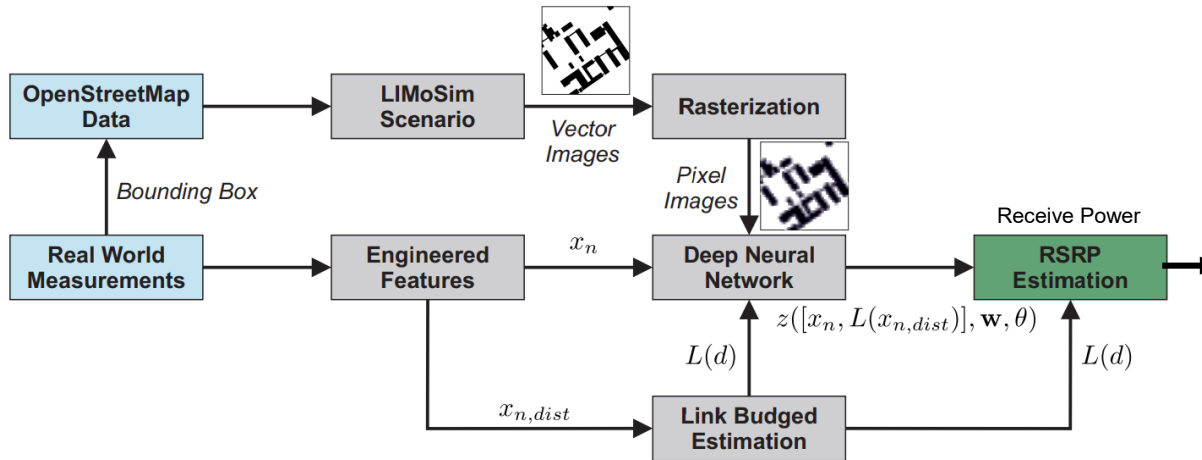 OpenStreetMap
Data
LIMoSim
Scenario
Vector
Images
Rasterization
Bounding Box
Pixel
Images
Real World
Measurements
Engineered
Features
x_n
Deep Neural
Network
Receive Power
RSRP
Estimation
z([x_n, L(x_{n,dist})], w, θ)
L(d)
L(d)
x_{n,dist}
Link Budged
Estimation